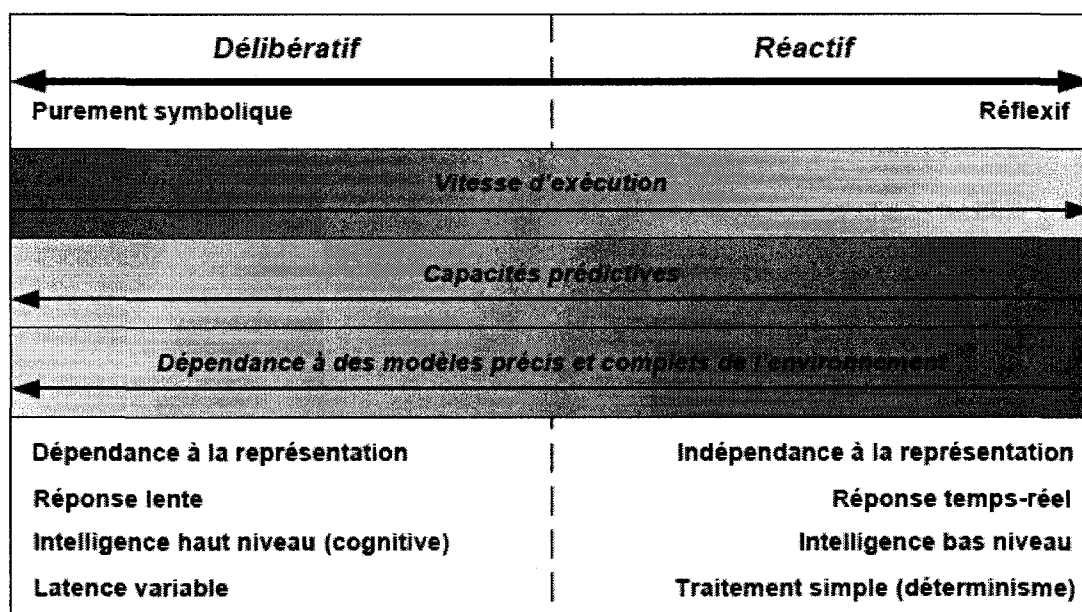 Délibératif Réactif
Purement symbolique Réflexif
Vitesse d'exécution
Capacités prédictives
Dépendance à des modèles précis et complets de l'environnement
Dépendance à la représentation Indépendance à la représentation
Réponse lente Réponse temps-réel
Intelligence haut niveau (cognitive) Intelligence bas niveau
Latence variable Traitement simple (déterminisme)